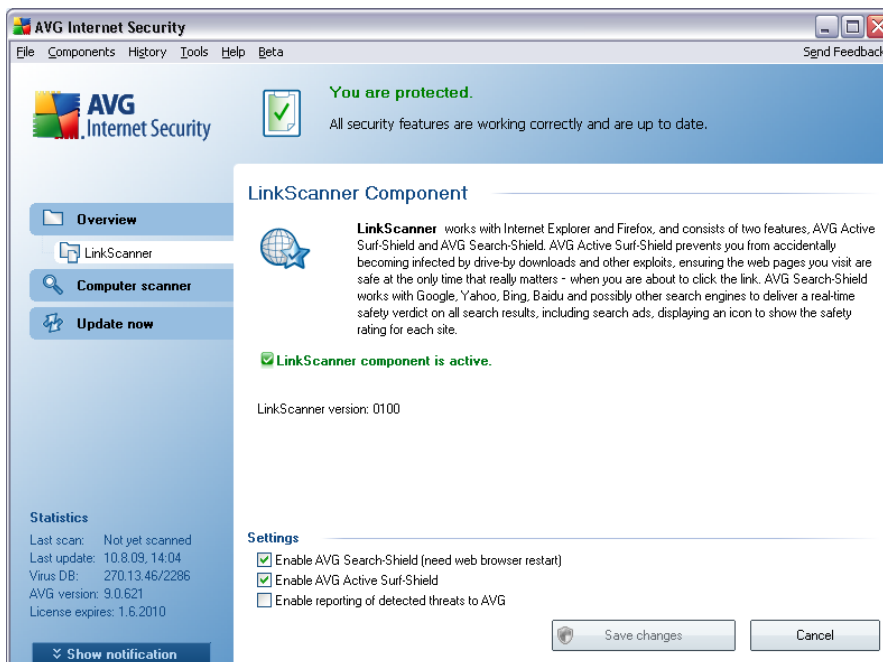 AVG Internet Security
File Components History Tools Help Beta Send Feedback
AVG
Internet Security
You are protected.
All security features are working correctly and are up to date.
Overview
LinkScanner
Computer scanner
Update now
LinkScanner Component
LinkScanner works with Internet Explorer and Firefox, and consists of two features, AVG Active
Surf-Shield and AVG Search-Shield. AVG Active Surf-Shield prevents you from accidentally
becoming infected by drive-by downloads and other exploits, ensuring the web pages you visit are
safe at the only time that really matters - when you are about to click the link. AVG Search-Shield
works with Google, Yahoo, Bing, Baidu and possibly other search engines to deliver a real-time
safety verdict on all search results, including search ads, displaying an icon to show the safety
rating for each site.
LinkScanner component is active.
LinkScanner version: 0100
Statistics
Last scan: Not yet scanned
Last update: 10.8.09, 14:04
Virus DB: 270.13.46/2286
AVG version: 9.0.621
License expires: 1.6.2010
Show notification
Settings
Enable AVG Search-Shield (need web browser restart)
Enable AVG Active Surf-Shield
Enable reporting of detected threats to AVG
Save changes
Cancel